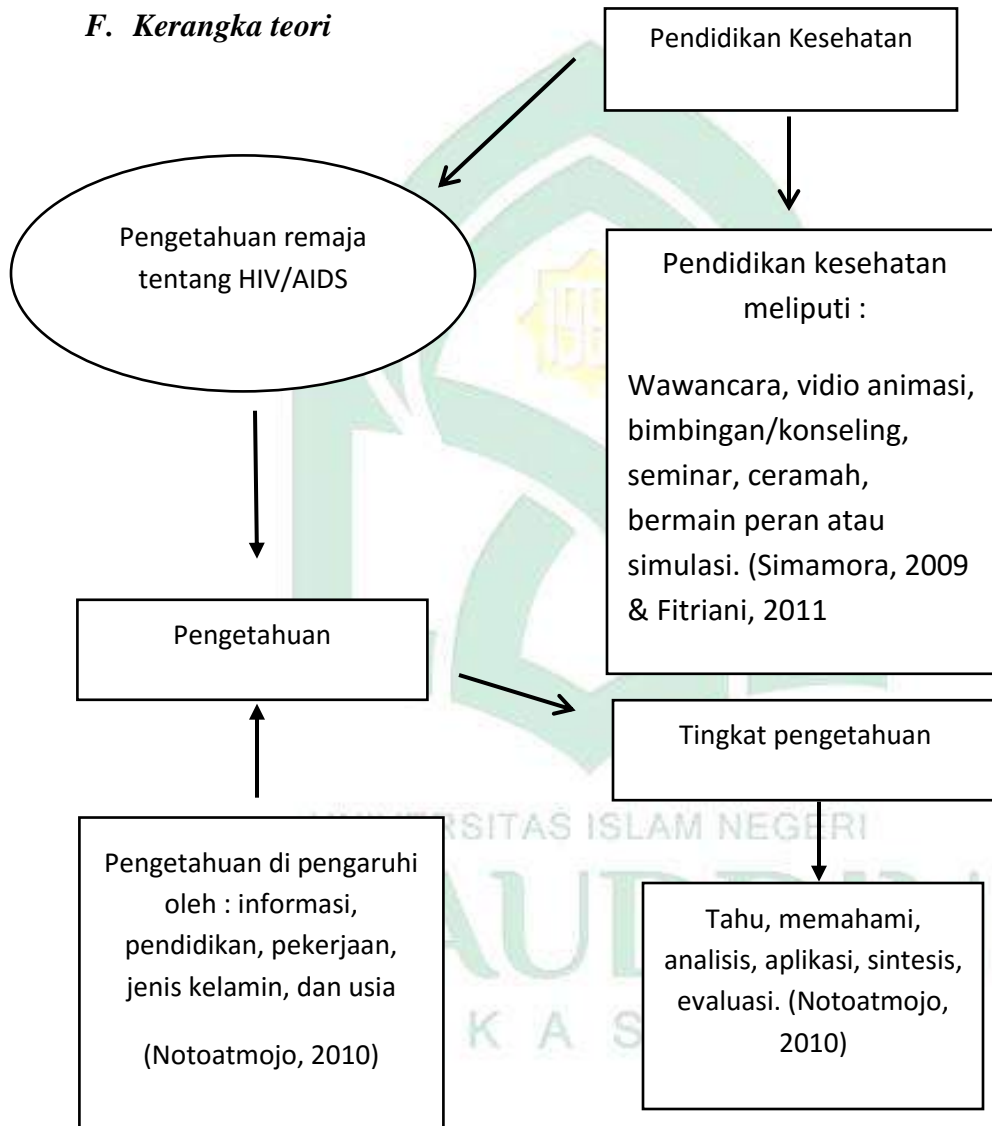 F. Kerangka teori
Pendidikan Kesehatan
Pengetahuan remaja
tentang HIV/AIDS
Pendidikan kesehatan
meliputi :
Wawancara, vidio animasi,
bimbingan/konseling,
seminar, ceramah,
bermain peran atau
simulasi. (Simamora, 2009
& Fitriani, 2011
Pengetahuan
Tingkat pengetahuan
Pengetahuan di pengaruhi
oleh : informasi,
pendidikan, pekerjaan,
jenis kelamin, dan usia
(Notoatmojo, 2010)
Tahu, memahami,
analisis, aplikasi, sintesis,
evaluasi. (Notoatmojo,
2010)
ISLAM NEGERI